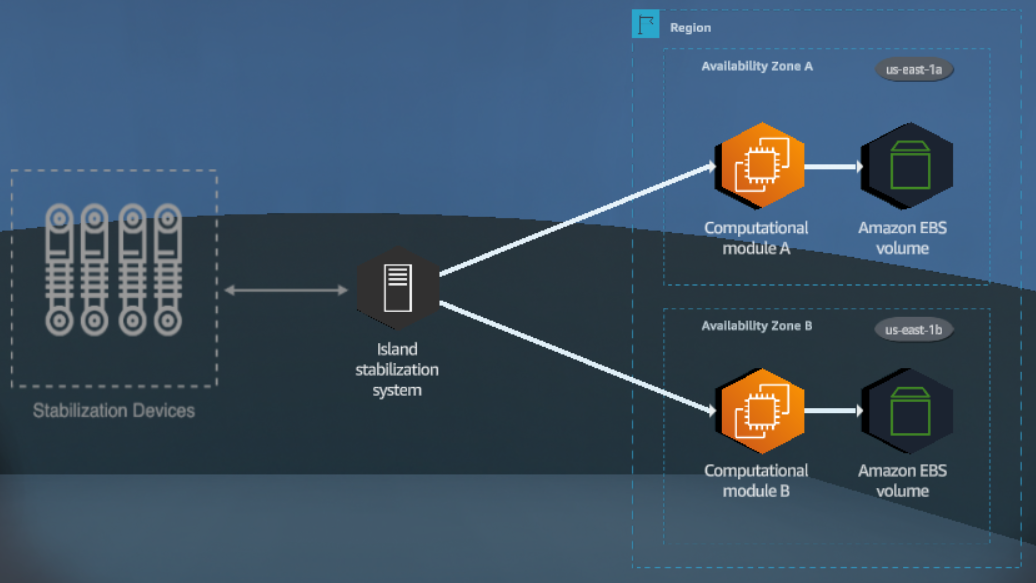 Region
Availability Zone A
us-east-1a
Computational
module A
Amazon EBS
volume
Stabilization Devices
Island
stabilization
system
Availability Zone B
us-east-1b
Computational
module B
Amazon EBS
volume